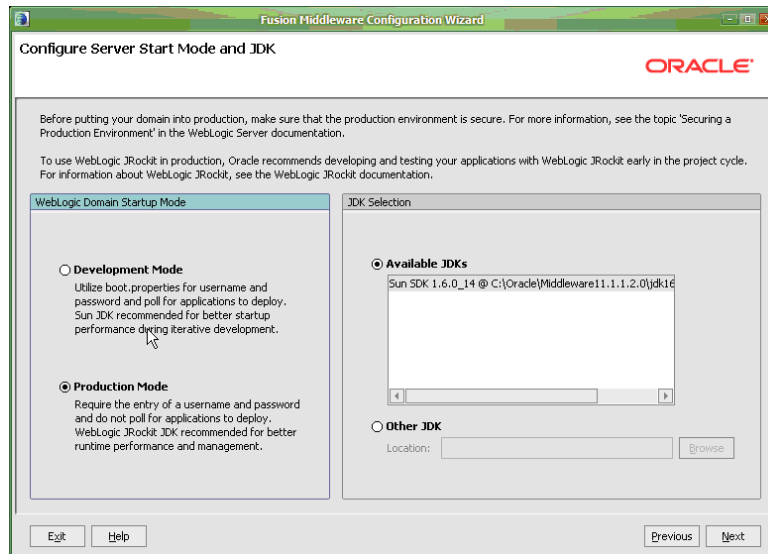 Fusion Middleware Configuration Wizard
Configure Server Start Mode and JDK
ORACLE
Before putting your domain into production, make sure that the production environment is secure. For more information, see the topic 'Securing a
Production Environment' in the WebLogic Server documentation.
To use WebLogic JRockit in production, Oracle recommends developing and testing your applications with WebLogic JRockit early in the project cycle.
For information about WebLogic JRockit, see the WebLogic JRockit documentation.
WebLogic Domain Startup Mode
Development Mode
Utilize boot.properties for username and
password and poll for applications to deploy.
Sun JDK recommended for better startup
performance during iterative development.
Production Mode
Require the entry of a username and password
and do not poll for applications to deploy.
WebLogic JRockit JDK recommended for better
runtime performance and management.
JDK Selection
Available JDKs
Sun SDK 1.6.0_14 @ C:\Oracle\Middleware11.1.1.2.0\jdk16
Other JDK
Location:
Browse
Exit
Help
Previous
Next